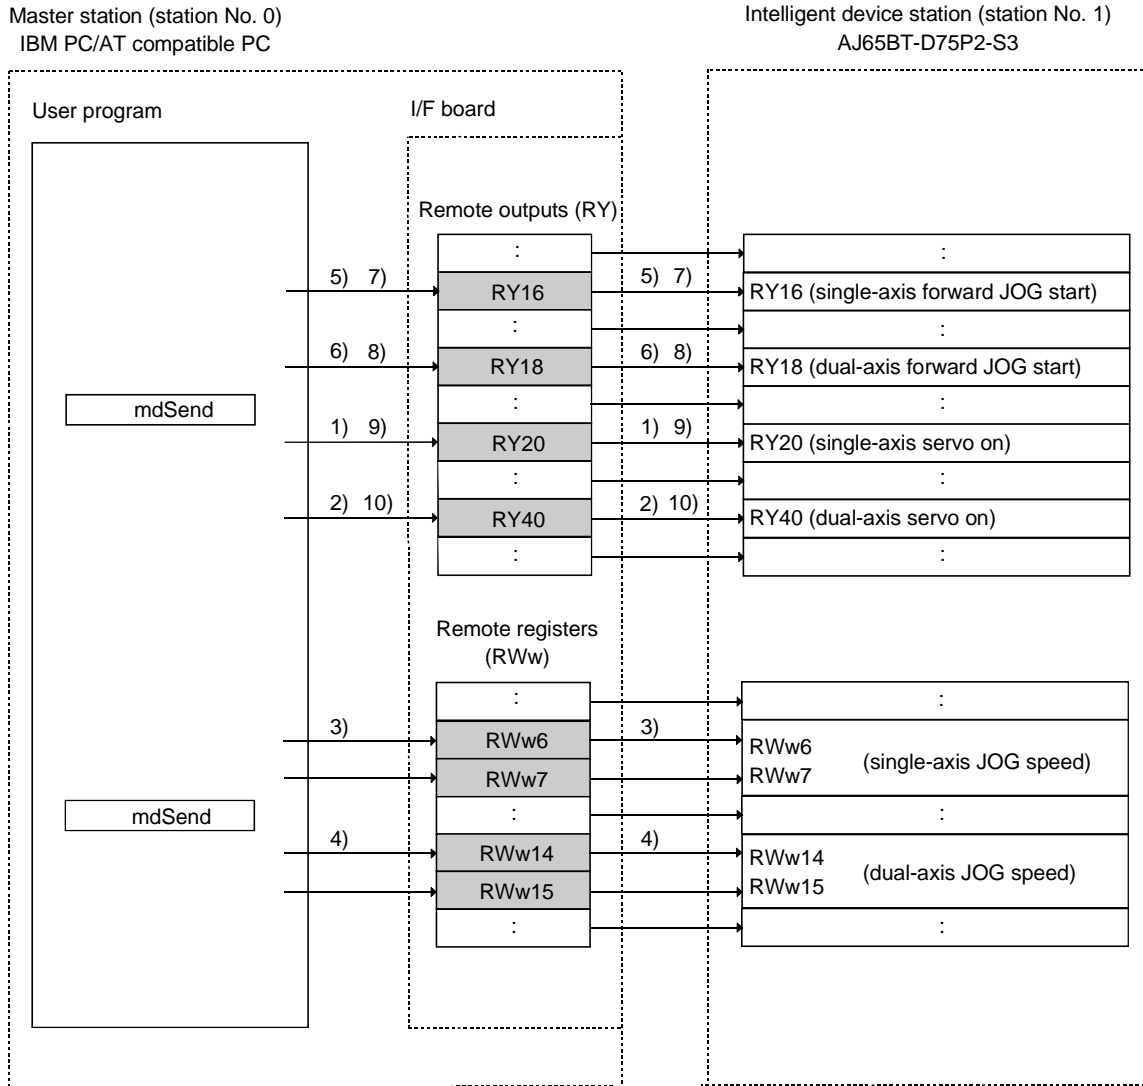 Master station (station No. 0)
IBM PC/AT compatible PC
Intelligent device station (station No. 1)
AJ65BT-D75P2-S3
User program
I/F board
Remote outputs (RY)
:
:
5) 7)
RY16
5) 7)
RY16 (single-axis forward JOG start)
:
:
6) 8)
RY18
6) 8)
RY18 (dual-axis forward JOG start)
mdSend
:
:
1) 9)
RY20
1) 9)
RY20 (single-axis servo on)
:
:
2) 10)
RY40
2) 10)
RY40 (dual-axis servo on)
:
:
Remote registers
(RWw)
:
:
3)
RWw6
3)
RWw6
RWw7
RWw7
(single-axis JOG speed)
mdSend
:
:
4)
RWw14
4)
RWw14
RWw15
RWw15
(dual-axis JOG speed)
:
: